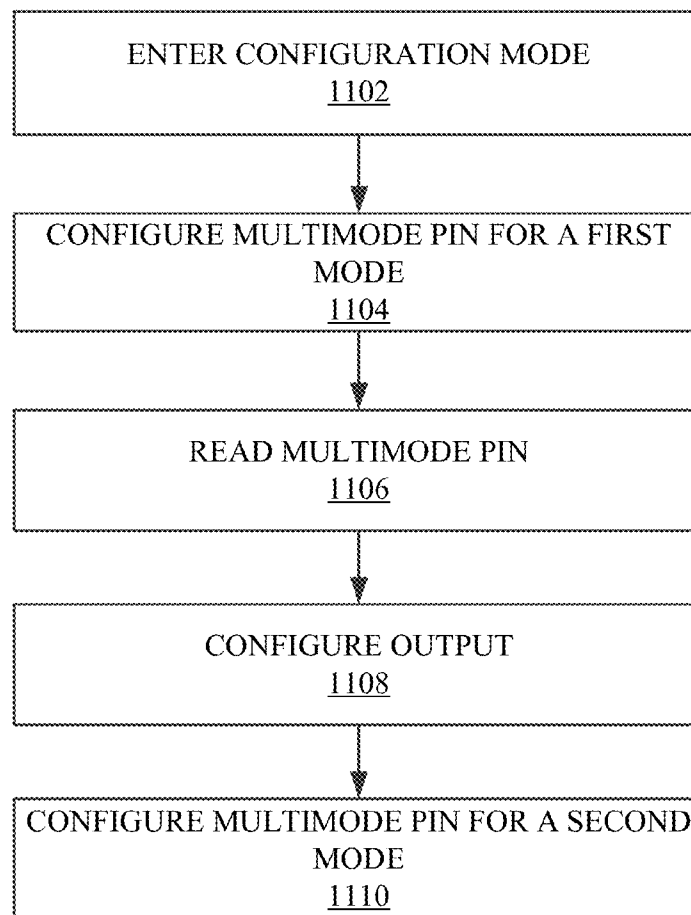 ENTER CONFIGURATION MODE
1102
CONFIGURE MULTIMODE PIN FOR A FIRST
MODE
1104
READ MULTIMODE PIN
1106
CONFIGURE OUTPUT
1108
CONFIGURE MULTIMODE PIN FOR A SECOND
MODE
1110